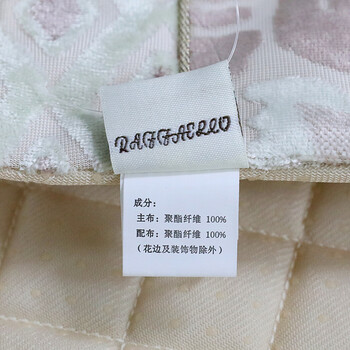 RAFFAELLO
成分:
主布: 聚酯纤维 100%
配布: 聚酯纤维 100%
(花边及装饰物除外)